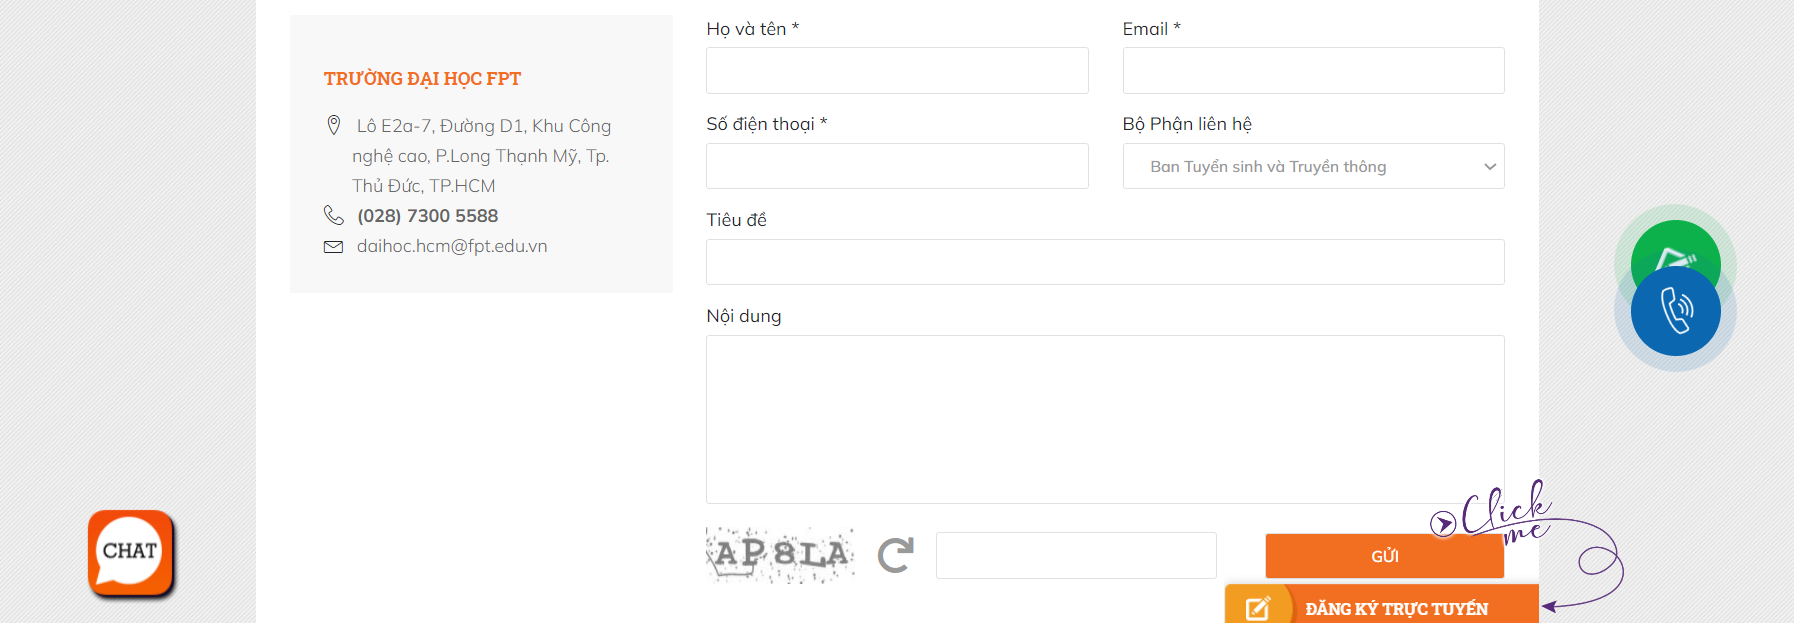 TRƯỜNG ĐẠI HỌC FPT
Lô E2a-7, Đường D1, Khu Công
nghệ cao, P.Long Thạnh Mỹ, Tp.
Thủ Đức, TP.HCM
(028) 7300 5588
daihoc.hcm@fpt.edu.vn
Họ và tên *
Email *
Số điện thoại *
Bộ Phận liên hệ
Ban Tuyển sinh và Truyền thông
Tiêu đề
Nội dung
AP8LA
GỬI
Click
me
ĐĂNG KÝ TRỰC TUYẾN
CHAT